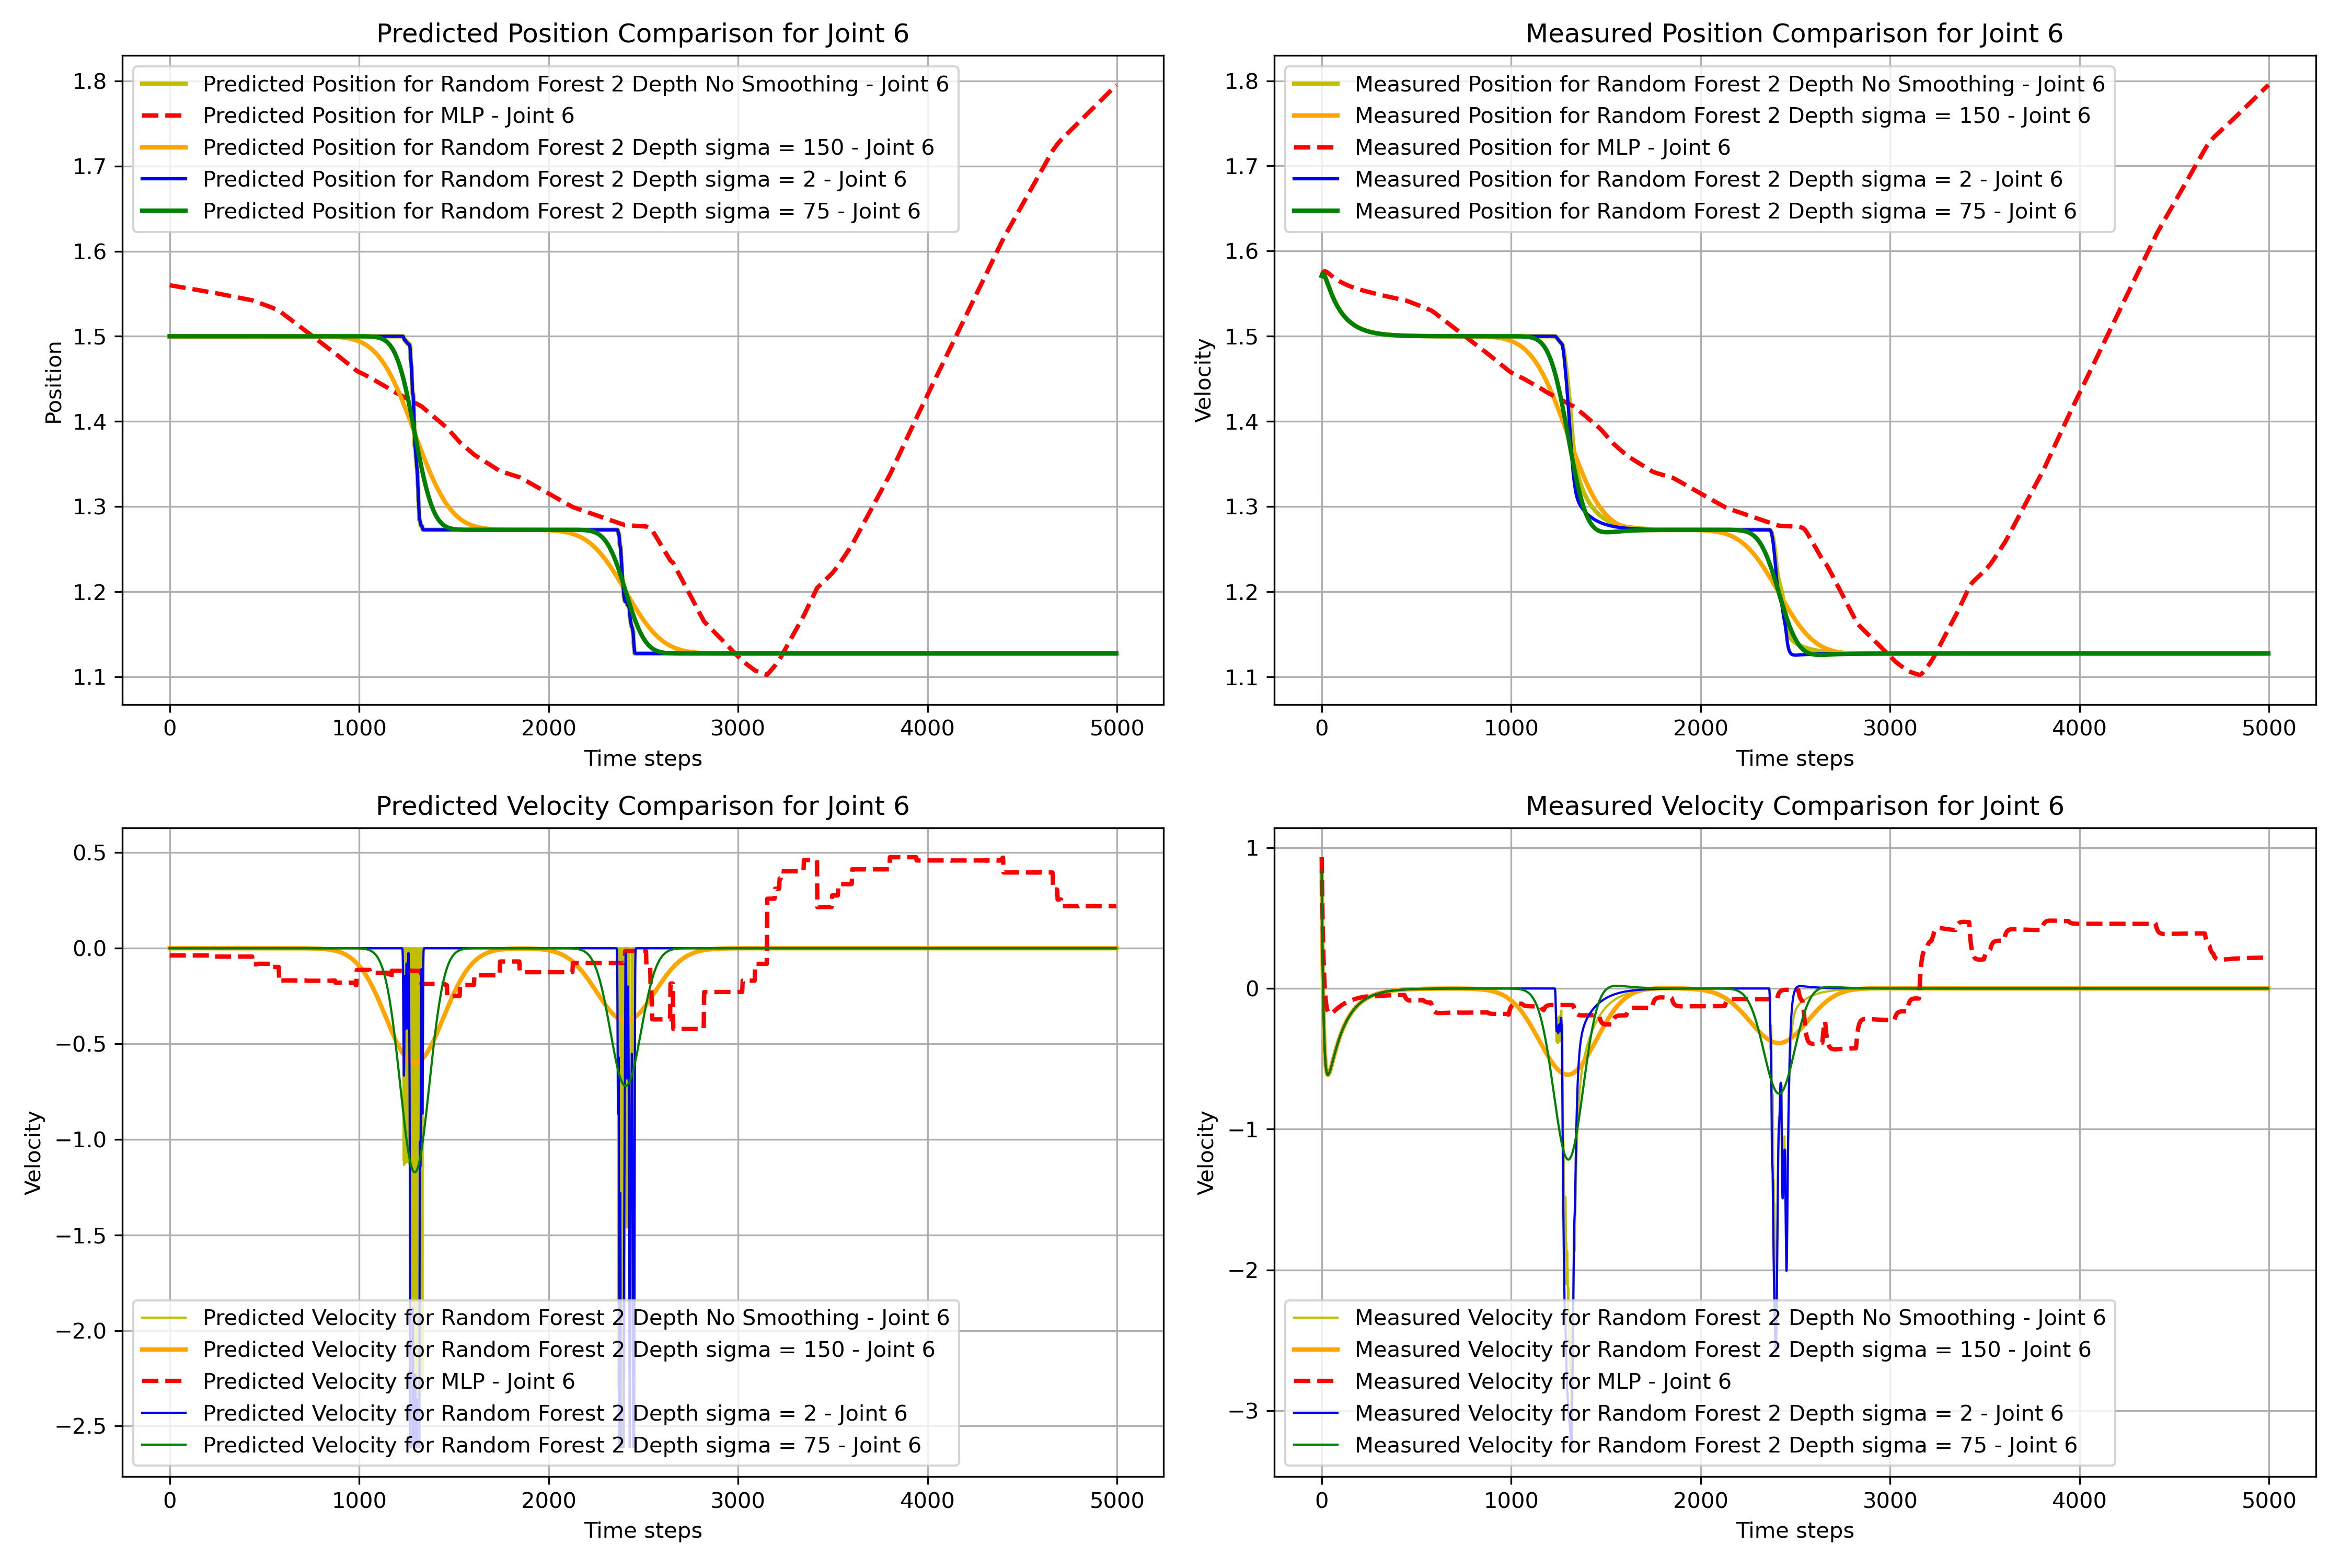 Predicted Position Comparison for Joint 6
Predicted Position for Random Forest 2 Depth No Smoothing - Joint 6
Predicted Position for MLP - Joint 6
Predicted Position for Random Forest 2 Depth sigma = 150 - Joint 6
Predicted Position for Random Forest 2 Depth sigma = 2 - Joint 6
Predicted Position for Random Forest 2 Depth sigma = 75 - Joint 6
Position
1.8
1.7
1.6
1.5
1.4
1.3
1.2
1.1
0 1000 2000 3000 4000 5000
Time steps
Measured Position Comparison for Joint 6
Measured Position for Random Forest 2 Depth No Smoothing - Joint 6
Measured Position for Random Forest 2 Depth sigma = 150 - Joint 6
Measured Position for MLP - Joint 6
Measured Position for Random Forest 2 Depth sigma = 2 - Joint 6
Measured Position for Random Forest 2 Depth sigma = 75 - Joint 6
Velocity
1.8
1.7
1.6
1.5
1.4
1.3
1.2
1.1
0 1000 2000 3000 4000 5000
Time steps
Predicted Velocity Comparison for Joint 6
Velocity
0.5
0.0
−0.5
−1.0
−1.5
−2.0
−2.5
Predicted Velocity for Random Forest 2 Depth No Smoothing - Joint 6
Predicted Velocity for Random Forest 2 Depth sigma = 150 - Joint 6
Predicted Velocity for MLP - Joint 6
Predicted Velocity for Random Forest 2 Depth sigma = 2 - Joint 6
Predicted Velocity for Random Forest 2 Depth sigma = 75 - Joint 6
0 1000 2000 3000 4000 5000
Time steps
Measured Velocity Comparison for Joint 6
Velocity
1
0
−1
−2
−3
Measured Velocity for Random Forest 2 Depth No Smoothing - Joint 6
Measured Velocity for Random Forest 2 Depth sigma = 150 - Joint 6
Measured Velocity for MLP - Joint 6
Measured Velocity for Random Forest 2 Depth sigma = 2 - Joint 6
Measured Velocity for Random Forest 2 Depth sigma = 75 - Joint 6
0 1000 2000 3000 4000 5000
Time steps